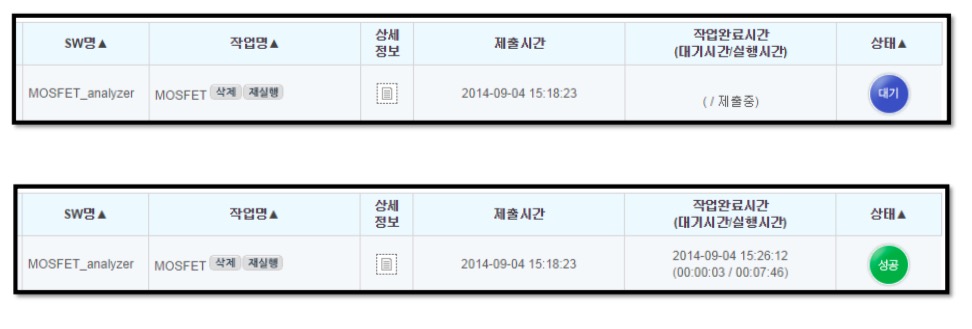 SW명▲ 작업명▲ 상세 정보 제출시간 작업완료시간 (대기시간/실행시간) 상태▲
MOSFET_analyzer MOSFET 삭제 재실행 2014-09-04 15:18:23 ( / 제출중) 대기
SW명▲ 작업명▲ 상세 정보 제출시간 작업완료시간 (대기시간/실행시간) 상태▲
MOSFET_analyzer MOSFET 삭제 재실행 2014-09-04 15:18:23 2014-09-04 15:26:12 (00:00:03 / 00:07:46) 성공